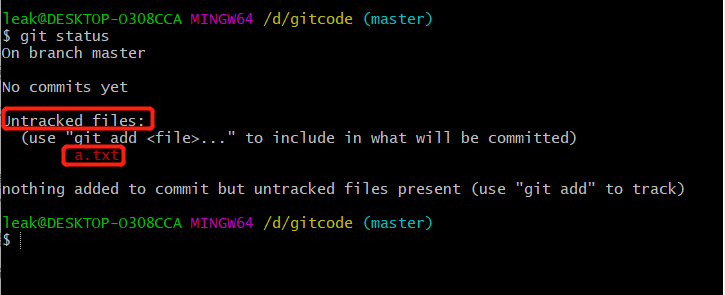 leak@DESKTOP-O308CCA MINGW64 /d/gitcode (master)
$ git status
On branch master
No commits yet
Untracked files:
(use "git add <file>..." to include in what will be committed)
a.txt
nothing added to commit but untracked files present (use "git add" to track)
leak@DESKTOP-O308CCA MINGW64 /d/gitcode (master)
$